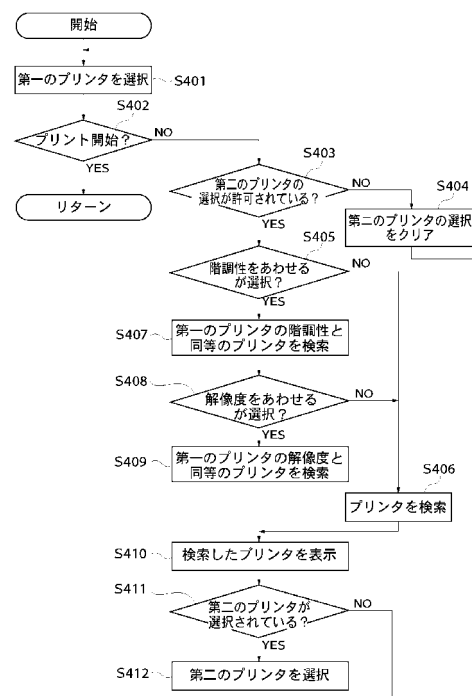 開始
第一のプリンタを選択
S401
S402
プリント開始？
NO
YES
リターン
S403
第二のプリンタの
選択が許可されている？
NO
YES
S404
第二のプリンタの選択
をクリア
S405
階調性をあわせる
が選択？
NO
YES
S407
第一のプリンタの階調性と
同等のプリンタを検索
S408
解像度をあわせる
が選択？
NO
YES
S409
第一のプリンタの解像度と
同等のプリンタを検索
S406
プリンタを検索
S410
検索したプリンタを表示
S411
第二のプリンタが
選択されている？
NO
YES
S412
第二のプリンタを選択